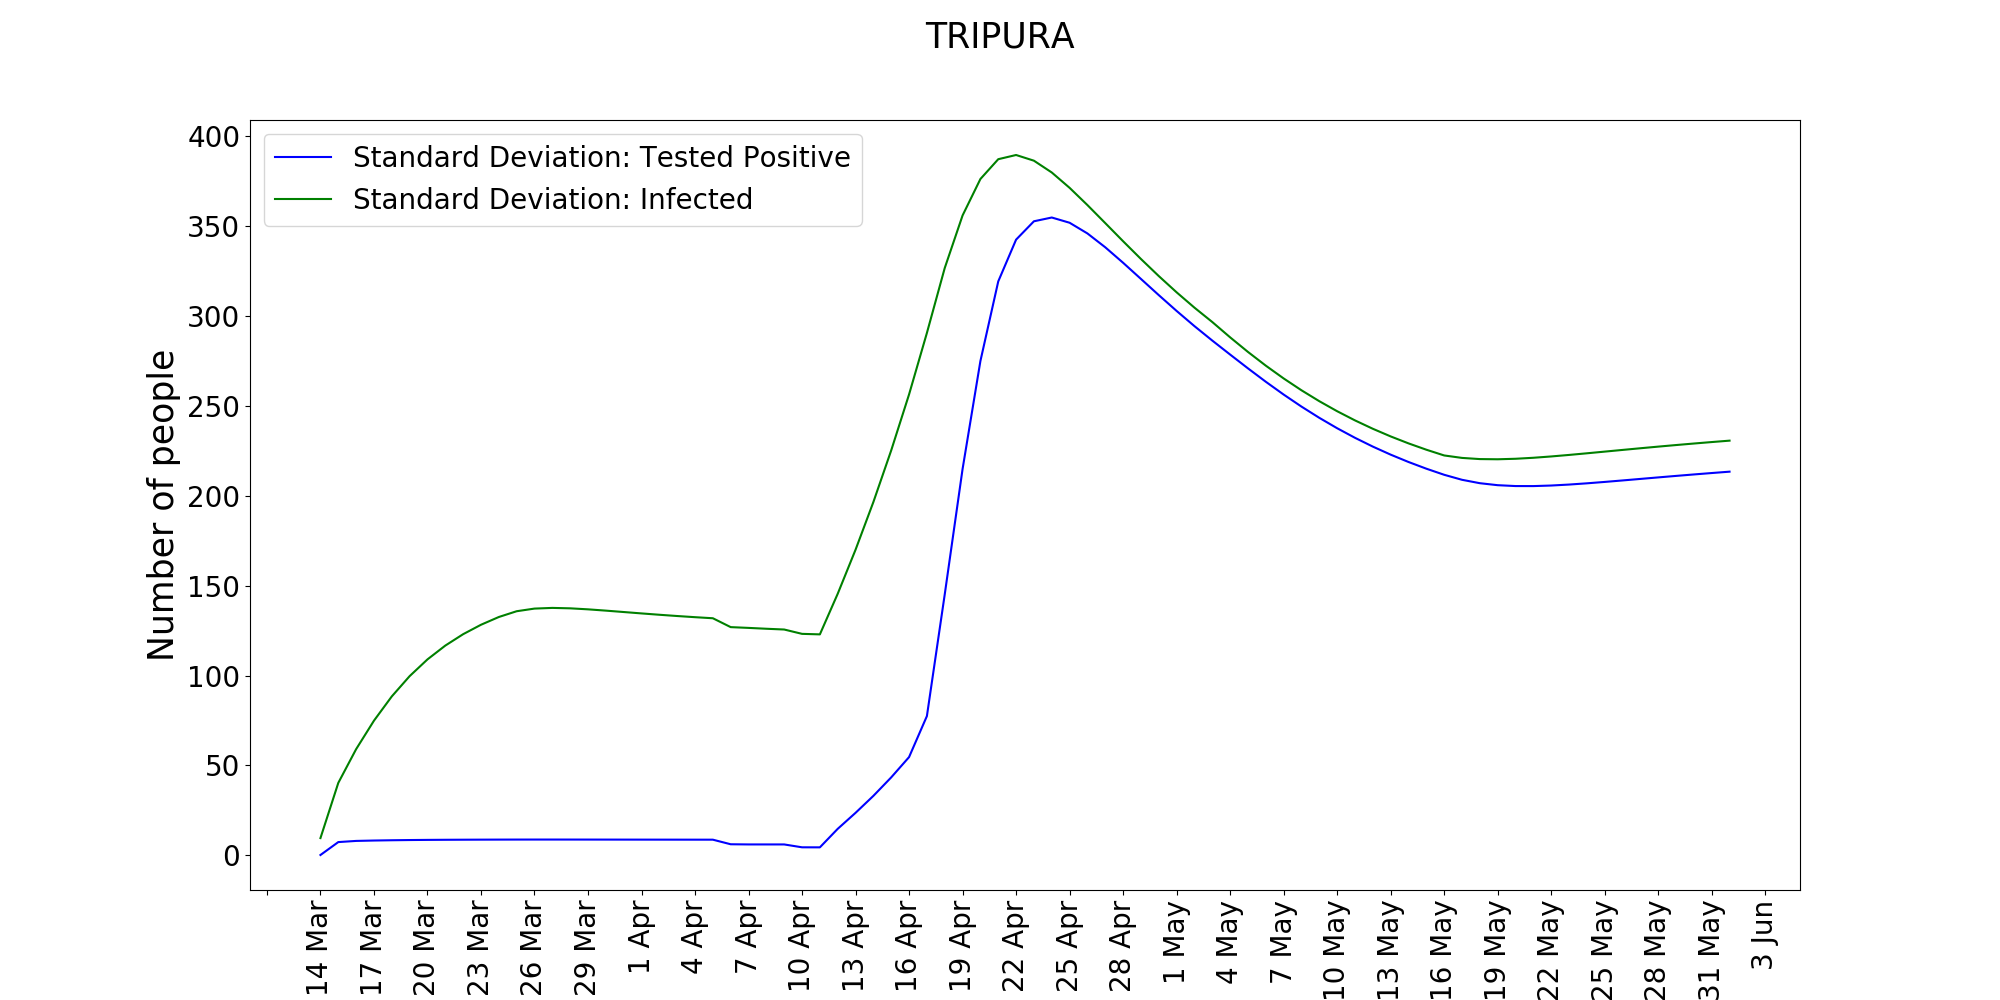 TRIPURA
Standard Deviation: Tested Positive
Standard Deviation: Infected
Number of people
400
350
300
250
200
150
100
50
0
14 Mar
17 Mar
20 Mar
23 Mar
26 Mar
29 Mar
1 Apr
4 Apr
7 Apr
10 Apr
13 Apr
16 Apr
19 Apr
22 Apr
25 Apr
28 Apr
1 May
4 May
7 May
10 May
13 May
16 May
19 May
22 May
25 May
28 May
31 May
3 Jun